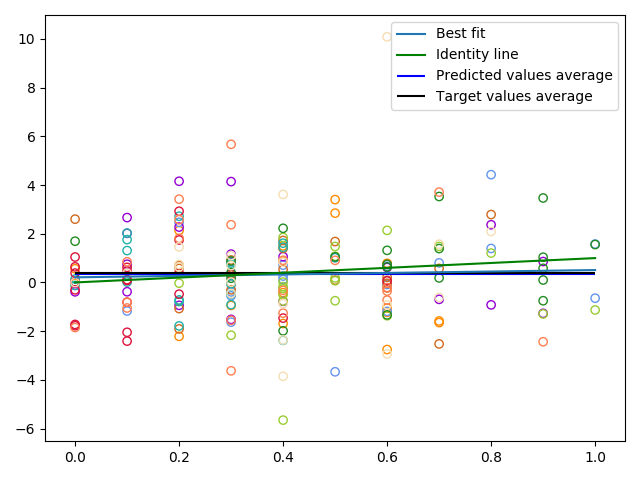 Best fit
Identity line
Predicted values average
Target values average
10
8
6
4
2
0
−2
−4
−6
0.0 0.2 0.4 0.6 0.8 1.0